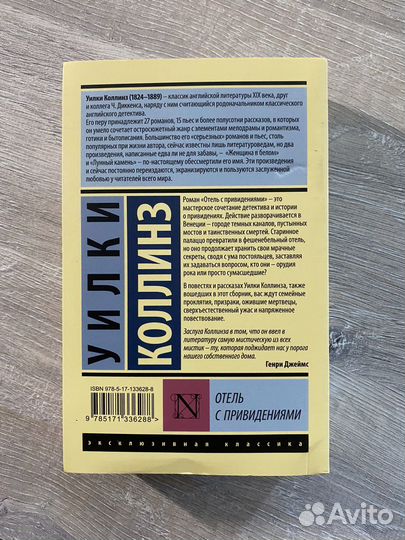 Уилки Коллинз (1824–1889) – классик английской литературы XIX века, друг
и коллега Ч. Диккенса, наряду с ним считающийся родоначальником классического
английского детектива.
Его перу принадлежит 27 романов, 15 пьес и более полусотни рассказов, в которых
он умело сочетает остросюжетный жанр с элементами мелодрамы и романтизма,
готики и бытописания. Большинство его «серьезных» романов и пьес, столь
популярных при жизни автора, сейчас известны лишь литературоведам, но два
произведения, написанные едва ли не для забавы, – «Женщина в белом»
и «Лунный камень» – по-настоящему обессмертили его имя. Эти произведения
и сейчас постоянно переиздаются, экранизируются и пользуются заслуженной
любовью у читателей всего мира.
УИЛКИ
КОЛЛИНЗ
Роман «Отель с привидениями» – это
мастерское сочетание детектива и истории
о привидениях. Действие разворачивается в
Венеции – городе темных каналов, пустынных
мостов и таинственных смертей. Старинное
палаццо превратили в фешенебельный отель,
но оно продолжает хранить свои мрачные
секреты, сводя с ума постояльцев, заставляя
их задаваться вопросом, кто они – орудия
рока или просто сумасшедшие?
В повестях и рассказах Уилки Коллинза, также
вошедших в этот сборник, вас ждут семейные
проклятия, призраки, ожившие мертвецы,
сверхъестественный ужас и напряженное
повествование.
Заслуга Коллинза в том, что он ввел в
литературу самую мистическую из всех
мистик – ту, которая поджидает нас у порога
нашего собственного дома.
Генри Джеймс
ISBN 978-5-17-133628-8
9 785171 336288 >
N
ОТЕЛЬ
С ПРИВИДЕНИЯМИ
эксклюзивная классика
Avito